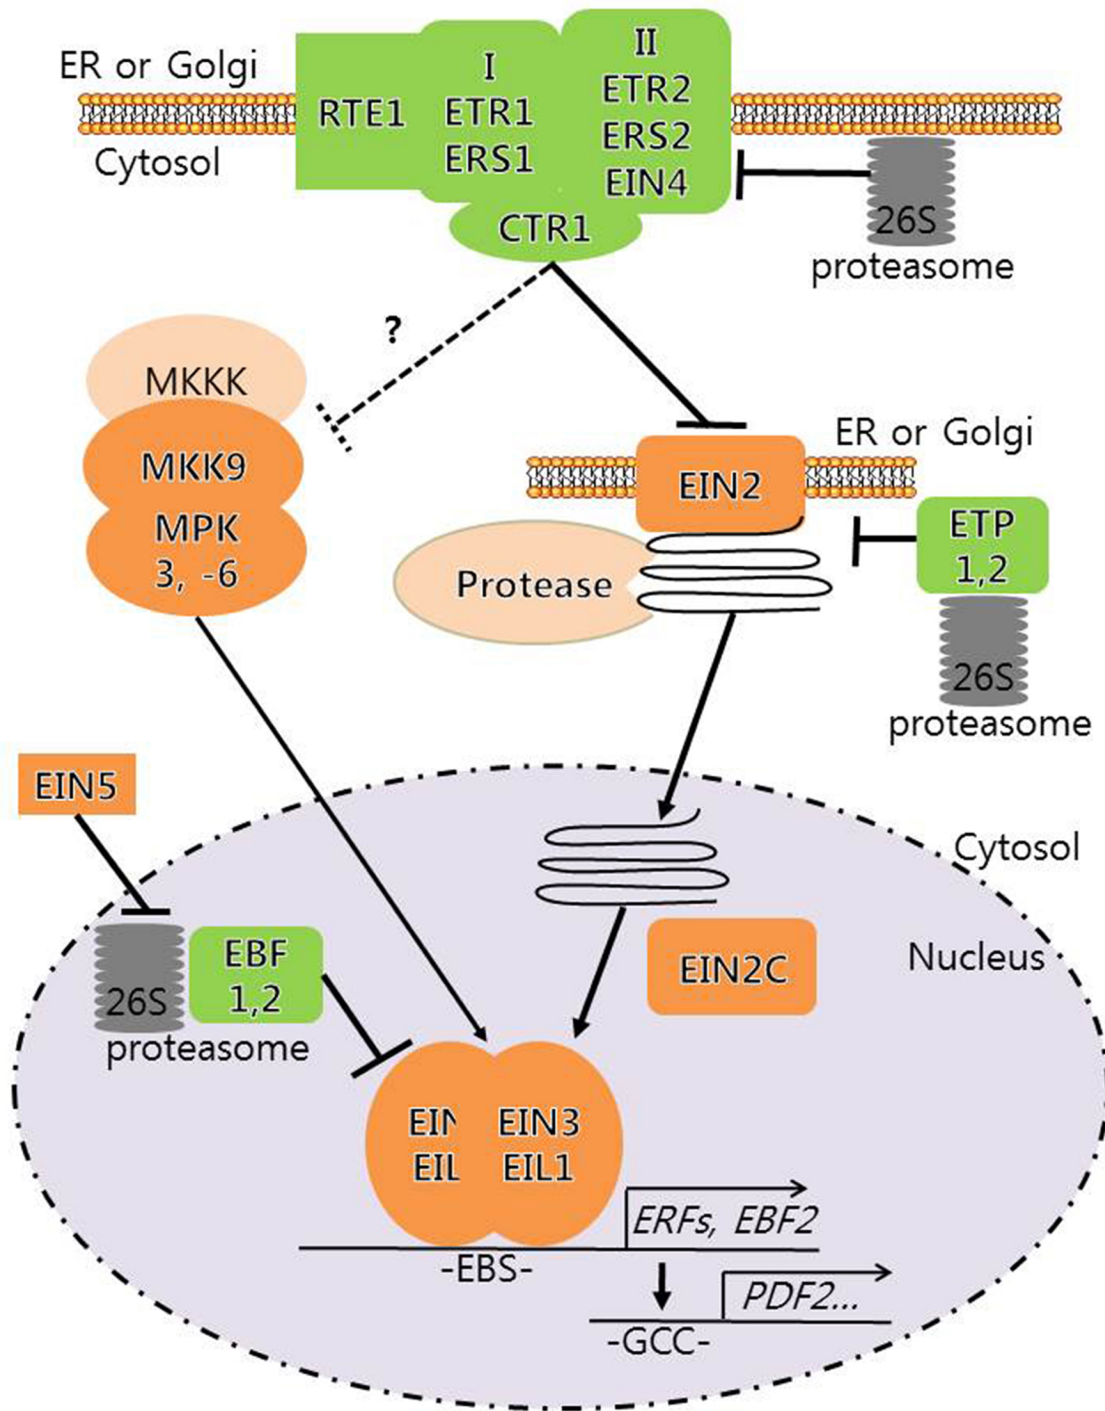 ER or Golgi
Cytosol
RTE1
I
ETR1
ERS1
II
ETR2
ERS2
EIN4
CTR1
26S
proteasome
?
MKKK
MKK9
MPK
3, -6
ER or Golgi
EIN2
Protease
ETP
1,2
26S
proteasome
EIN5
Cytosol
Nucleus
EIN2C
26S
EBF
1,2
proteasome
EIN
EIL
EIN3
EIL1
ERFs, EBF2
-EBS-
PDF2...
-GCC-